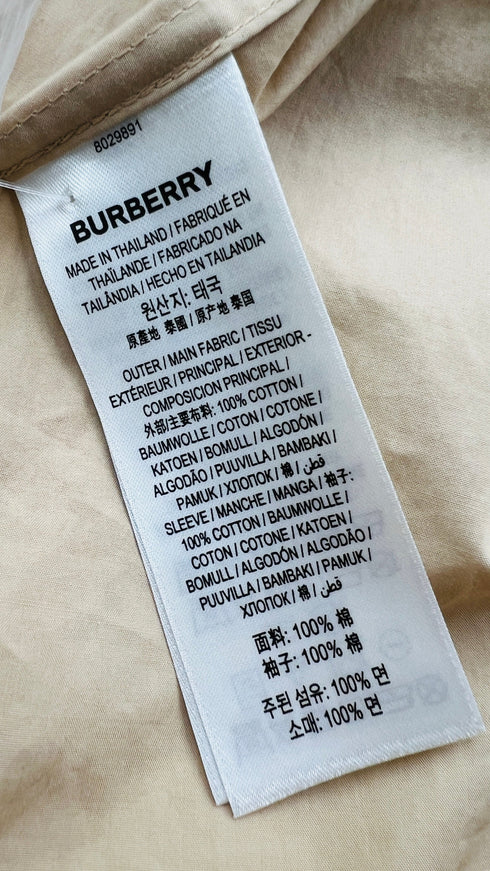 8029891
BURBERRY
MADE IN THAILAND / FABRIQUÉ EN
THAÏLANDE / FABRICADO NA
TAILÂNDIA / HECHO EN TAILANDIA
원산지: 태국
原產地 泰國 / 原产地 泰国
OUTER / MAIN FABRIC / TISSU
EXTÉRIEUR / PRINCIPAL / EXTERIOR -
COMPOSICION PRINCIPAL /
外部/主要布料: 100% COTTON /
BAUMWOLLE / COTON / COTONE /
KATOEN / BOMULL / ALGODÓN /
ALGODÃO / PUUVILLA / BAMBAKI /
PAMUK / ХЛОПОК / 棉 / قطن /
SLEEVE / MANCHE / MANGA / 袖子:
100% COTTON / BAUMWOLLE /
COTON / COTONE / KATOEN /
BOMULL / ALGODÓN / ALGODÃO /
PUUVILLA / BAMBAKI / PAMUK /
ХЛОПОК / 棉 / قطن
面料: 100% 棉
袖子: 100% 棉
주된 섬유: 100% 면
소매: 100% 면